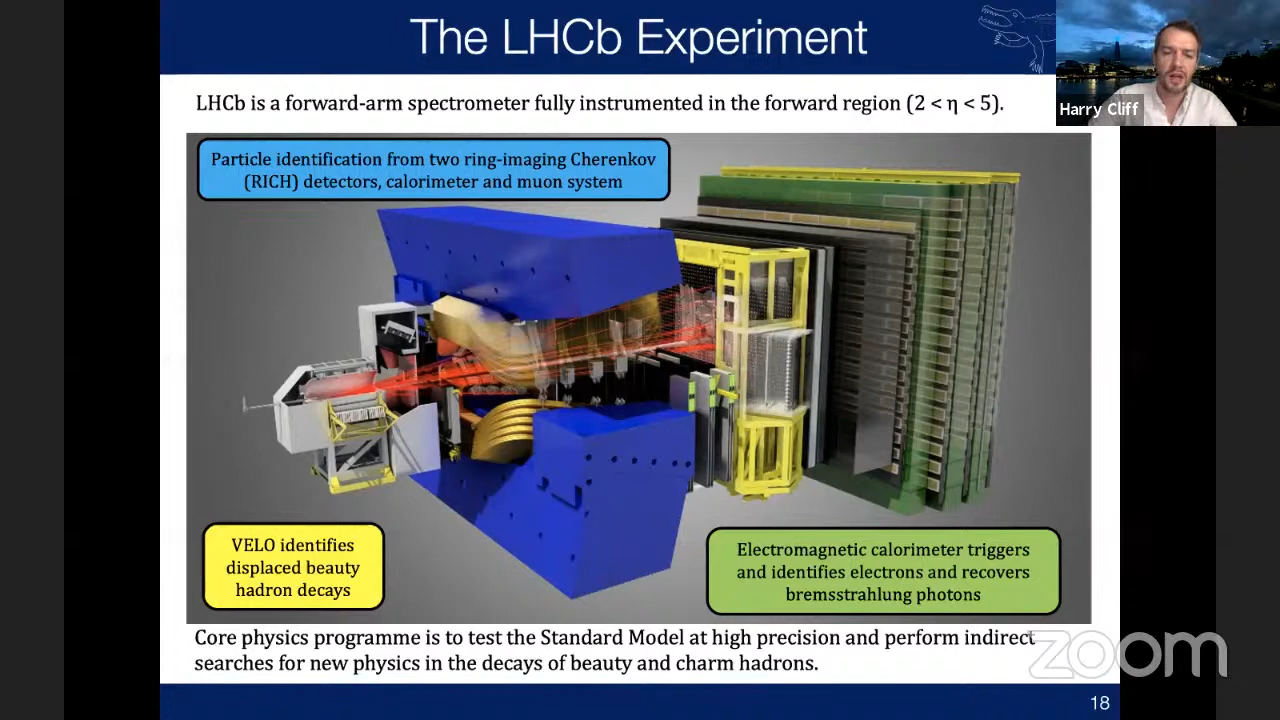 The LHCb Experiment
Harry Cliff
LHCb is a forward-arm spectrometer fully instrumented in the forward region (2 < η < 5).
Particle identification from two ring-imaging Cherenkov
(RICH) detectors, calorimeter and muon system
VELO identifies
displaced beauty
hadron decays
Electromagnetic calorimeter triggers
and identifies electrons and recovers
bremsstrahlung photons
Core physics programme is to test the Standard Model at high precision and perform indirect
searches for new physics in the decays of beauty and charm hadrons.
zoom
18